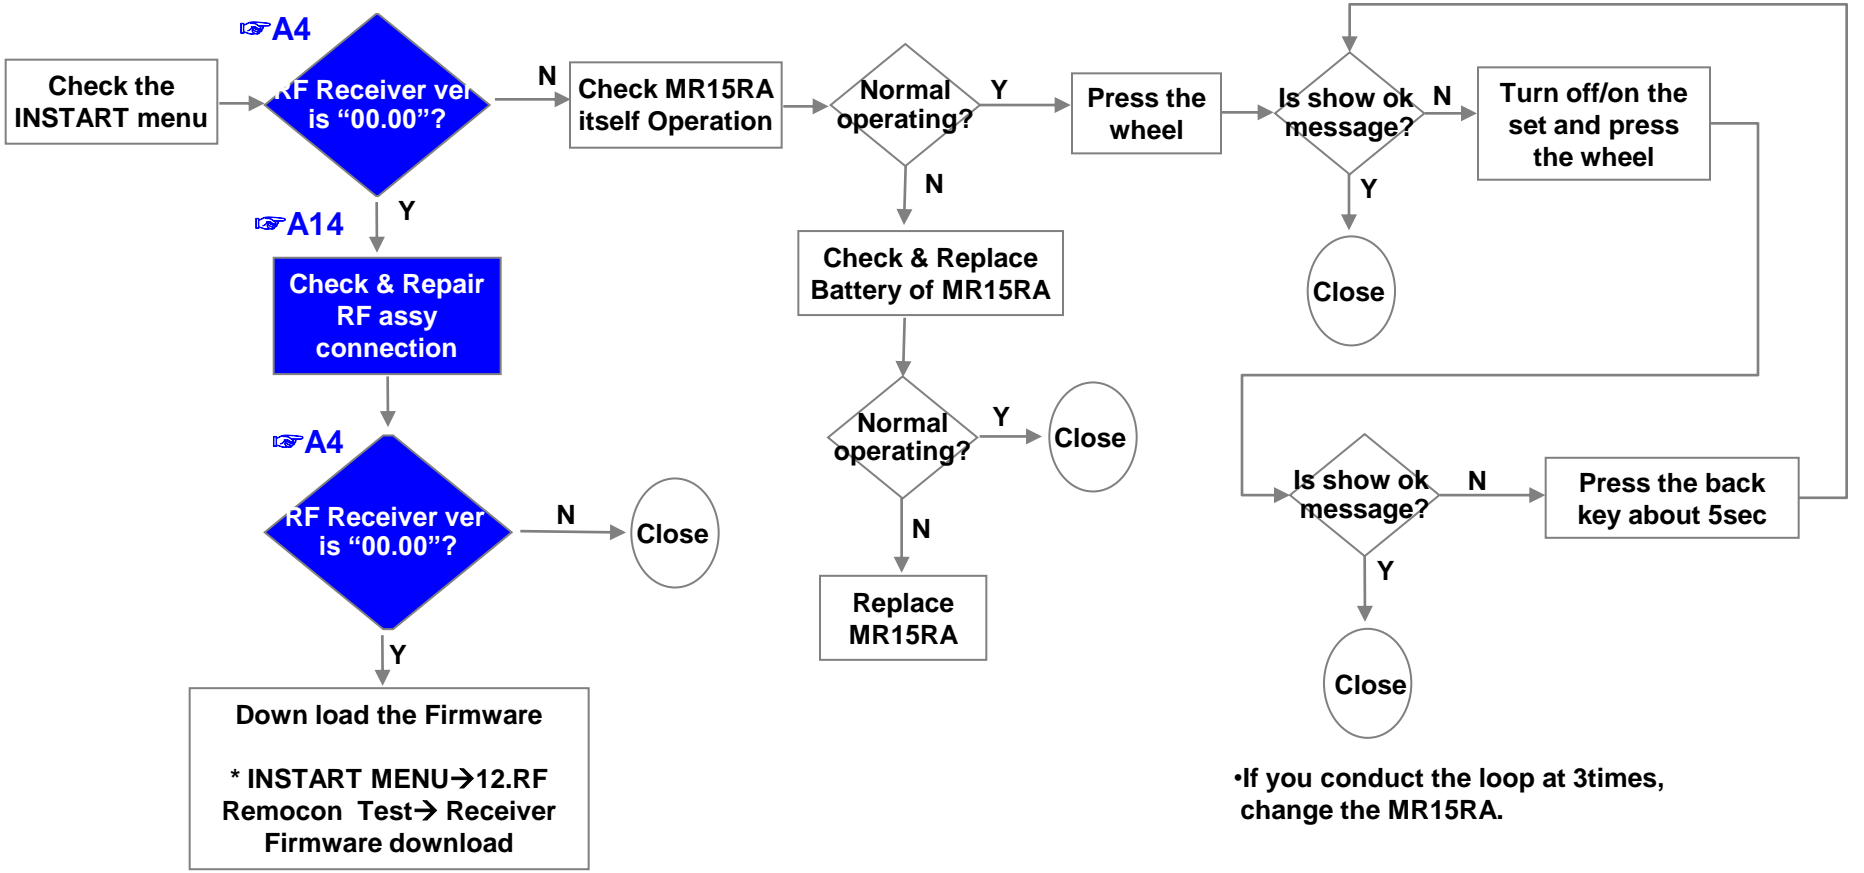 ☞A4
Check the
INSTART menu
RF Receiver ver
is “00.00”?
N
Check MR15RA
itself Operation
Normal
operating?
Y
Press the
wheel
Is show ok
message?
N
Turn off/on the
set and press
the wheel
Y
☞A14
N
Y
Check & Repair
RF assy
connection
Check & Replace
Battery of MR15RA
Close
☞A4
RF Receiver ver
is “00.00”?
N
Close
Normal
operating?
Y
Close
Is show ok
message?
N
Press the back
key about 5sec
N
Y
Y
Replace
MR15RA
Close
Down load the Firmware
* INSTART MENU→12.RF
Remocon Test→ Receiver
Firmware download
•If you conduct the loop at 3times,
change the MR15RA.